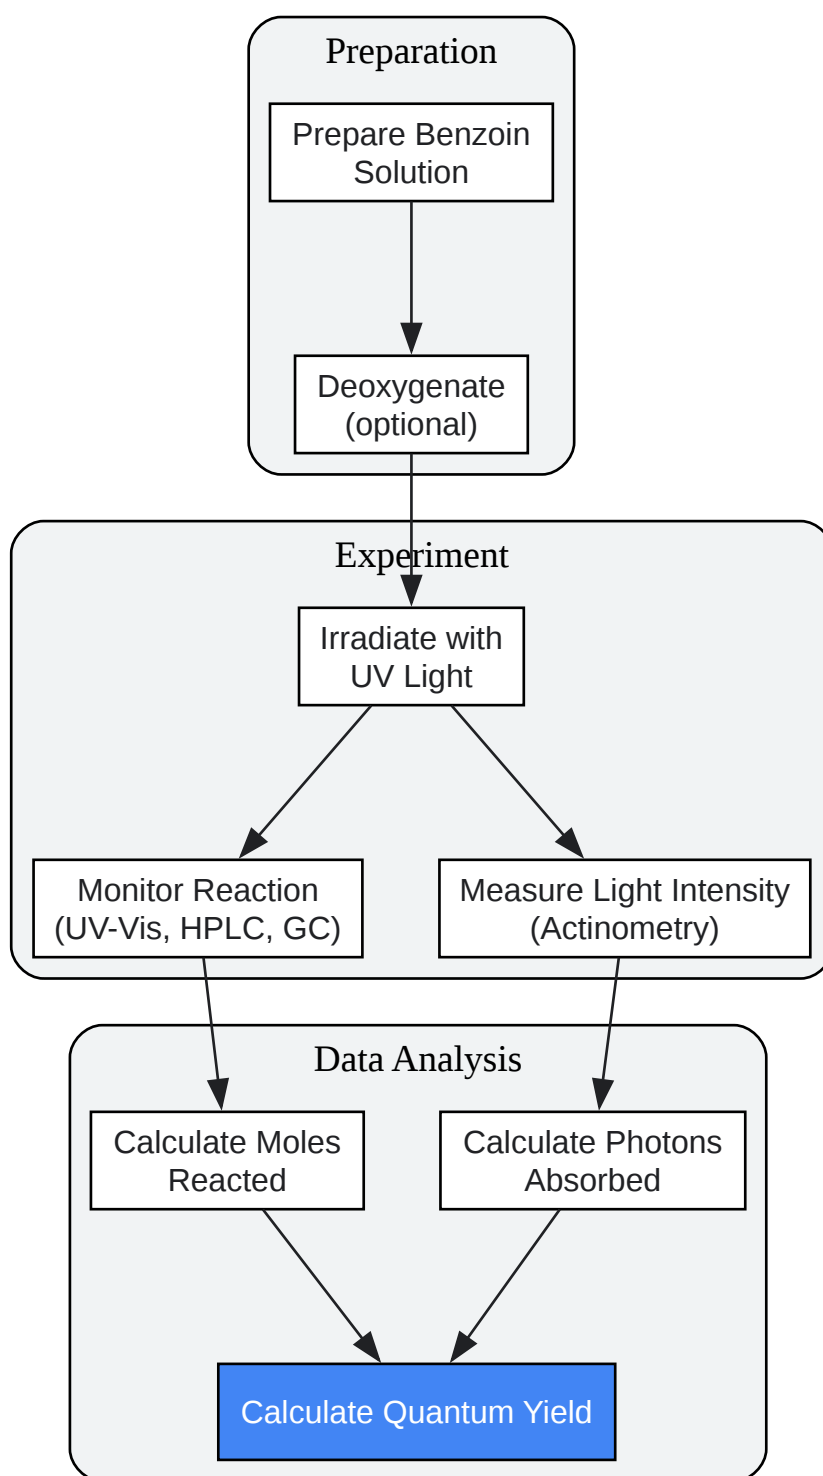 Preparation
Prepare Benzoin
Solution
Deoxygenate
(optional)
Experiment
Irradiate with
UV Light
Monitor Reaction
(UV-Vis, HPLC, GC)
Measure Light Intensity
(Actinometry)
Data Analysis
Calculate Moles
Reacted
Calculate Photons
Absorbed
Calculate Quantum Yield